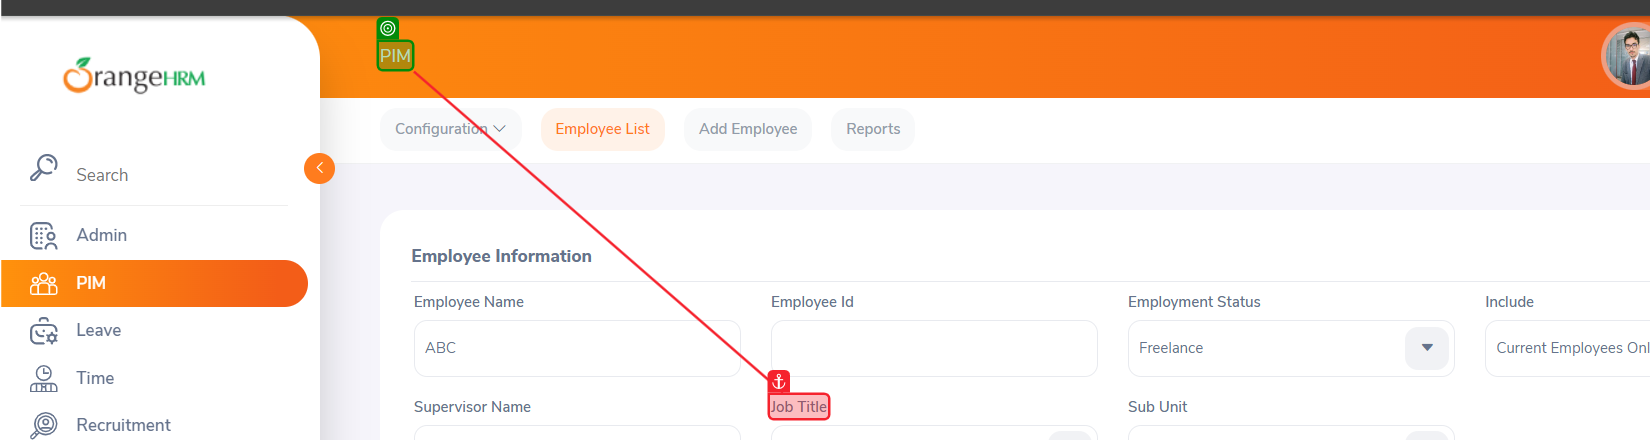 PIM
OrangeHRM
Configuration
Employee List
Add Employee
Reports
Search
Admin
PIM
Leave
Time
Recruitment
Employee Information
Employee Name
Employee Id
Employment Status
Include
ABC
Freelance
Current Employees Onl
Supervisor Name
Job Title
Sub Unit